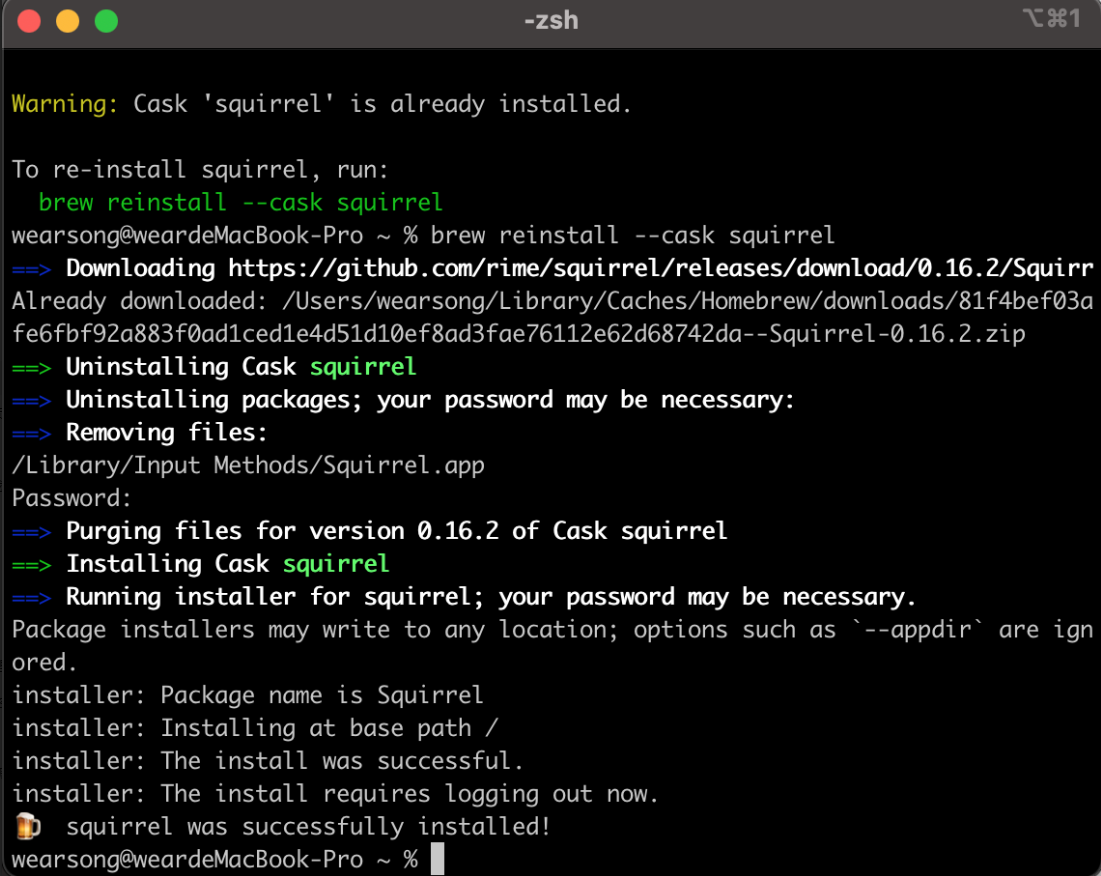 -zsh
⌥⌘1
Warning: Cask 'squirrel' is already installed.
To re-install squirrel, run:
  brew reinstall --cask squirrel
wearsong@weardeMacBook-Pro ~ % brew reinstall --cask squirrel
==> Downloading https://github.com/rime/squirrel/releases/download/0.16.2/Squirr
Already downloaded: /Users/wearsong/Library/Caches/Homebrew/downloads/81f4bef03a
fe6fbf92a883f0ad1ced1e4d51d10ef8ad3fae76112e62d68742da--Squirrel-0.16.2.zip
==> Uninstalling Cask squirrel
==> Uninstalling packages; your password may be necessary:
==> Removing files:
/Library/Input Methods/Squirrel.app
Password:
==> Purging files for version 0.16.2 of Cask squirrel
==> Installing Cask squirrel
==> Running installer for squirrel; your password may be necessary.
Package installers may write to any location; options such as `--appdir` are ign
ored.
installer: Package name is Squirrel
installer: Installing at base path /
installer: The install was successful.
installer: The install requires logging out now.
🍺  squirrel was successfully installed!
wearsong@weardeMacBook-Pro ~ %